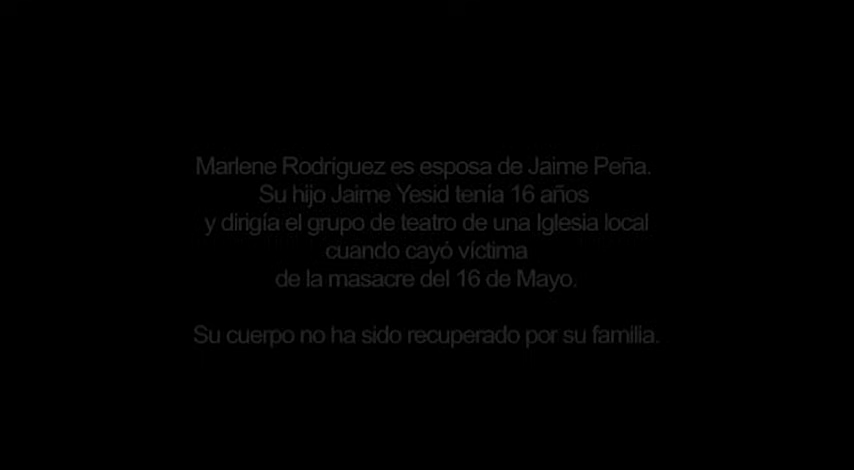 Marlene Rodríguez es esposa de Jaime Peña.
Su hijo Jaime Yesid tenía 16 años
y dirigía el grupo de teatro de una Iglesia local
cuando cayó víctima
de la masacre del 16 de Mayo.
Su cuerpo no ha sido recuperado por su familia.